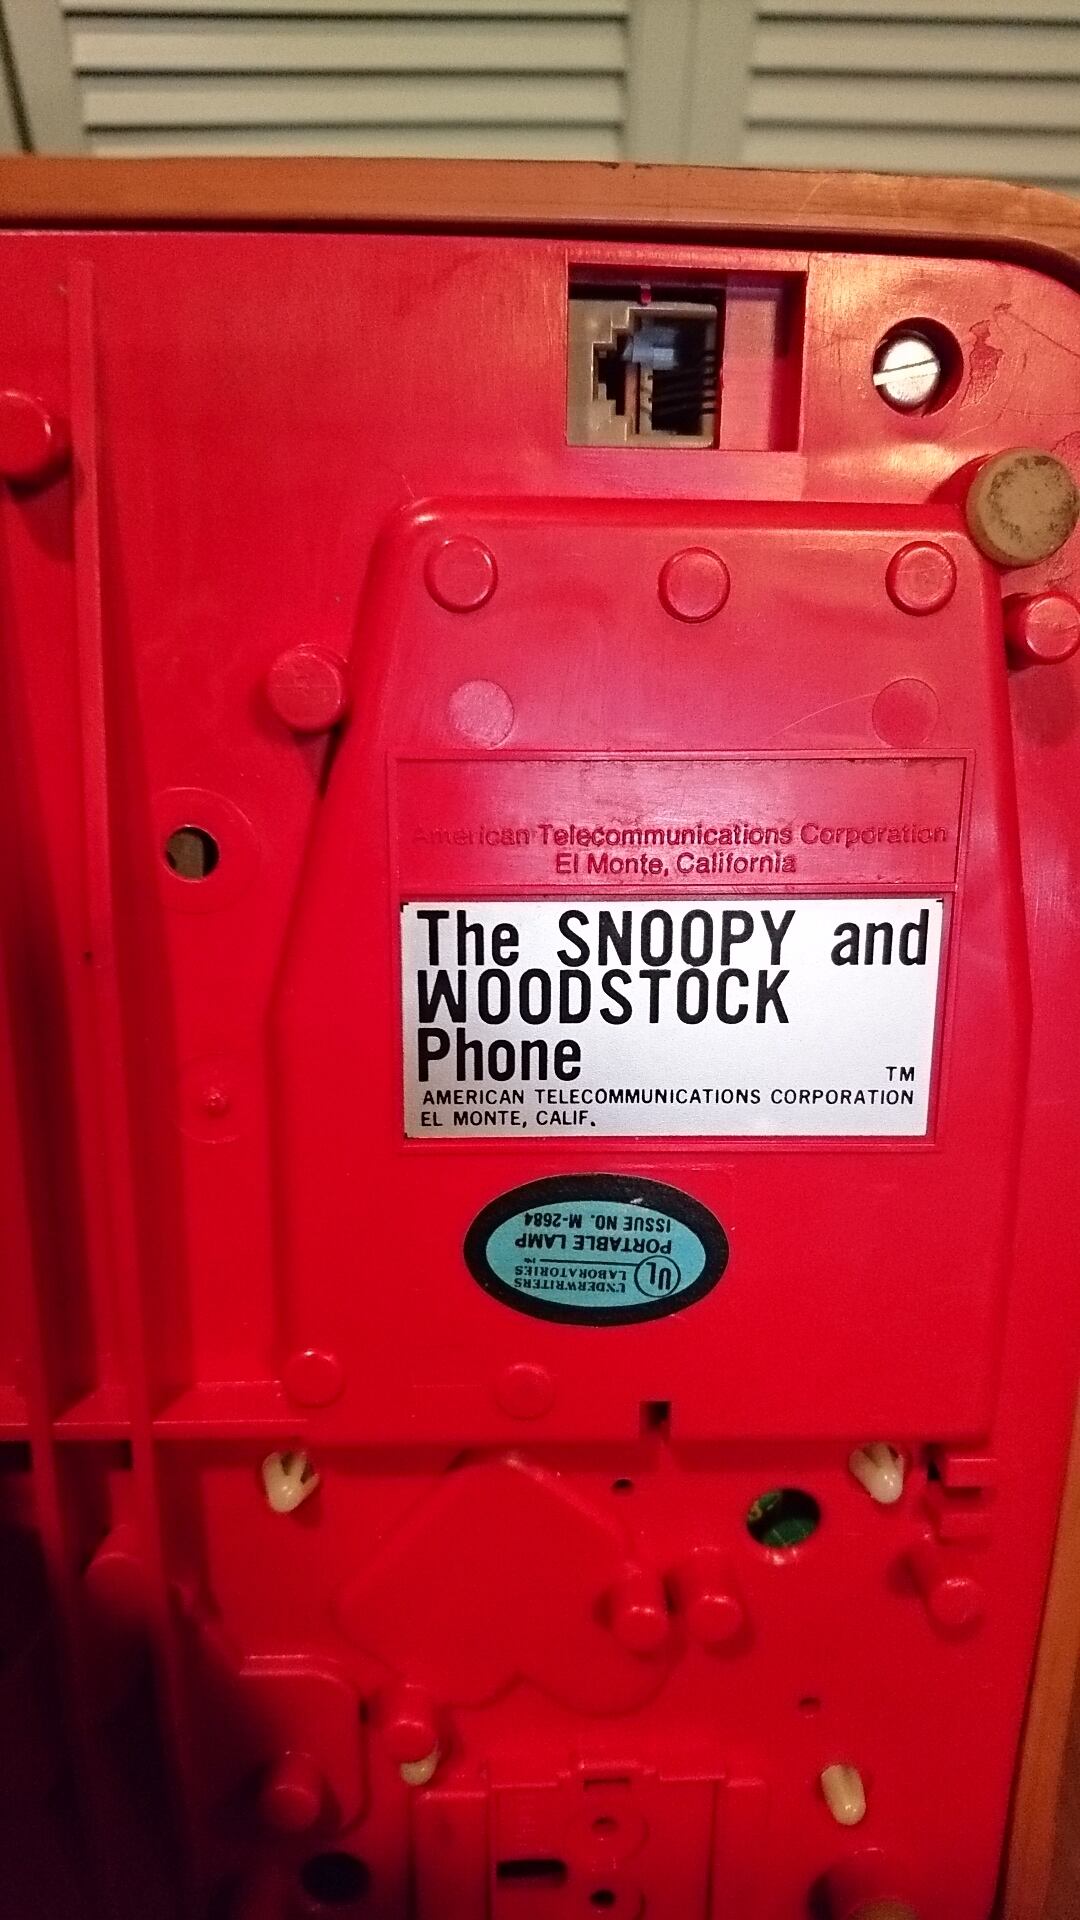 American Telecommunications Corporation
El Monte, California
The SNOOPY and
WOODSTOCK
Phone
TM
AMERICAN TELECOMMUNICATIONS CORPORATION
EL MONTE, CALIF.
UNDERWRITERS
LABORATORIES
UL
PORTABLE LAMP
ISSUE NO. M-2684